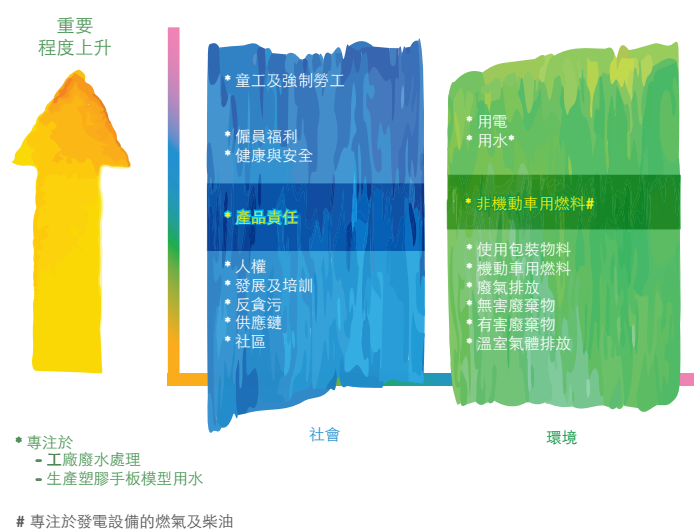 重要
程度上升
* 童工及強制勞工
* 僱員福利
* 健康與安全
* 產品責任
* 人權
* 發展及培訓
* 反貪污
* 供應鏈
* 社區
* 用電
* 用水*
* 非機動車用燃料#
* 使用包裝物料
* 機動車用燃料
* 廢氣排放
* 無害廢棄物
* 有害廢棄物
* 溫室氣體排放
社會
環境
* 專注於
- 工廠廢水處理
- 生產塑膠手板模型用水
# 專注於發電設備的燃氣及柴油